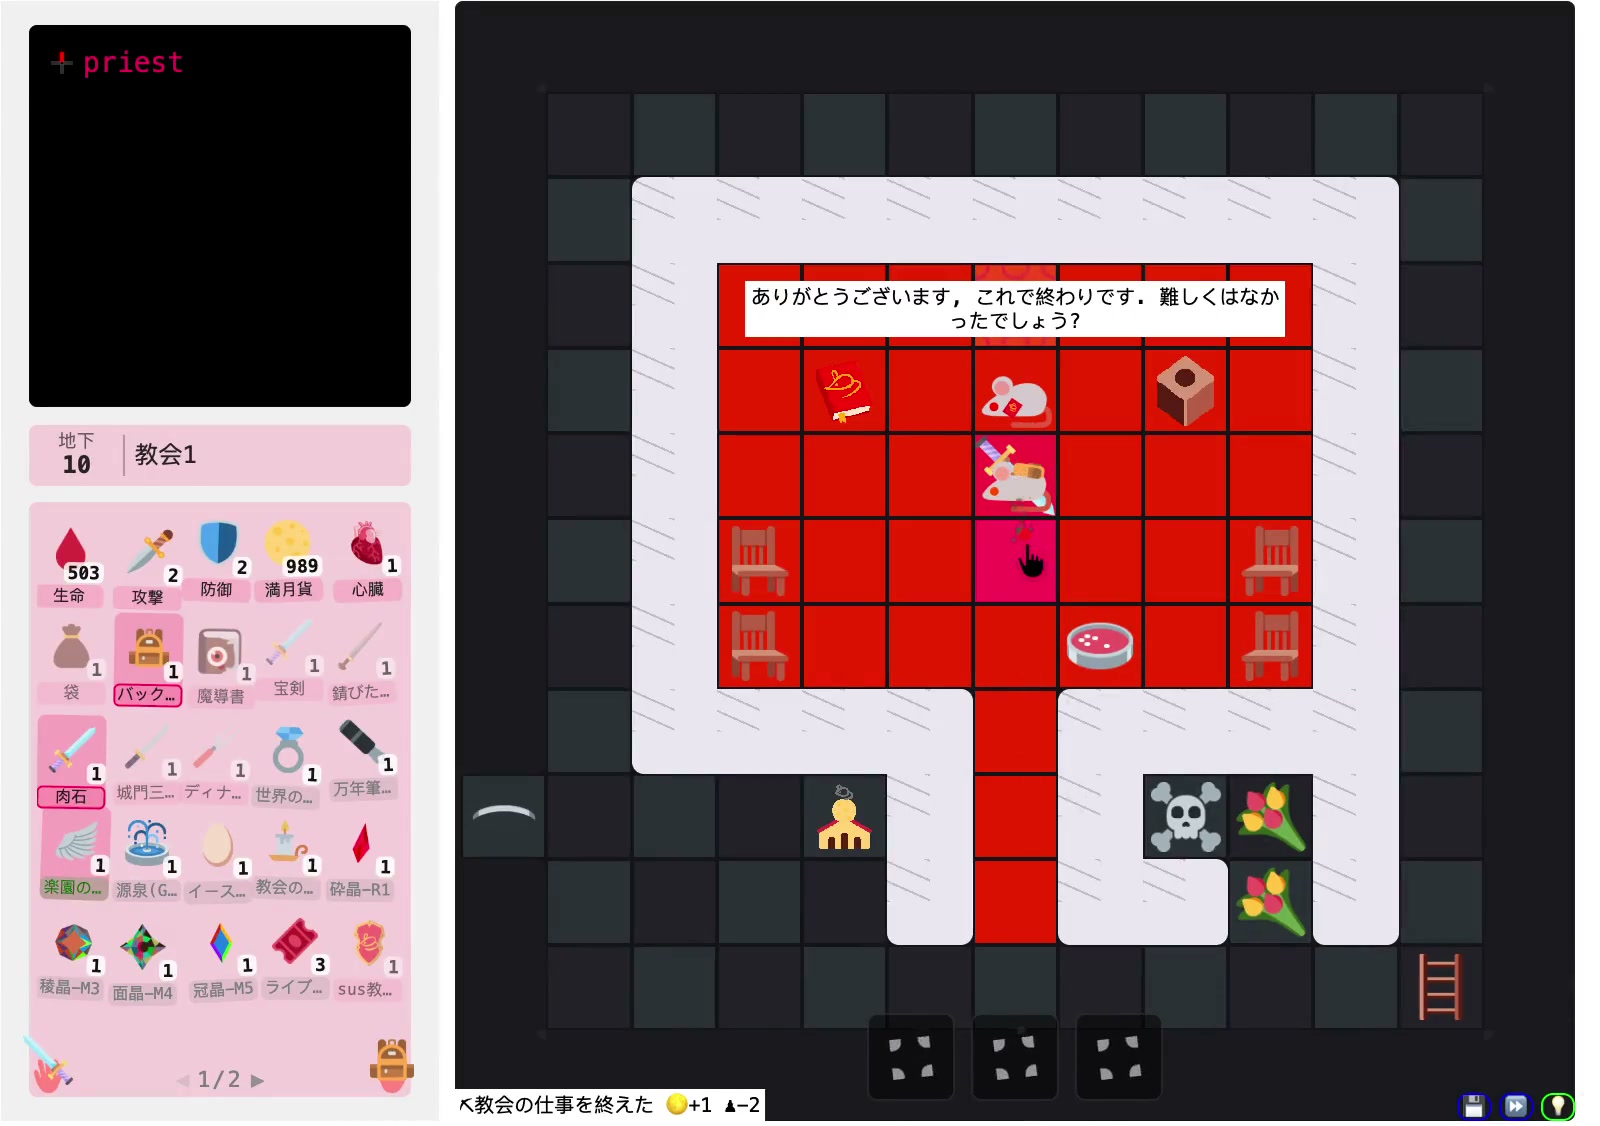 priest
地下
10
教会1
503
2
2
989
1
生命
攻撃
防御
満月貨
心臓
1
1
1
1
1
袋
バック…
魔導書
宝剣
錆びた…
1
1
1
1
1
肉石
城門三…
ディナ…
世界の…
万年筆…
1
1
1
1
1
楽園の…
源泉(G…
イース…
教会の…
砕晶-R1
1
1
1
3
1
稜晶-M3
面晶-M4
冠晶-M5
ライブ…
sus教…
◀ 1/2 ▶
ありがとうございます, これで終わりです. 難しくはなか
ったでしょう?
教会の仕事を終えた +1 ♟-2